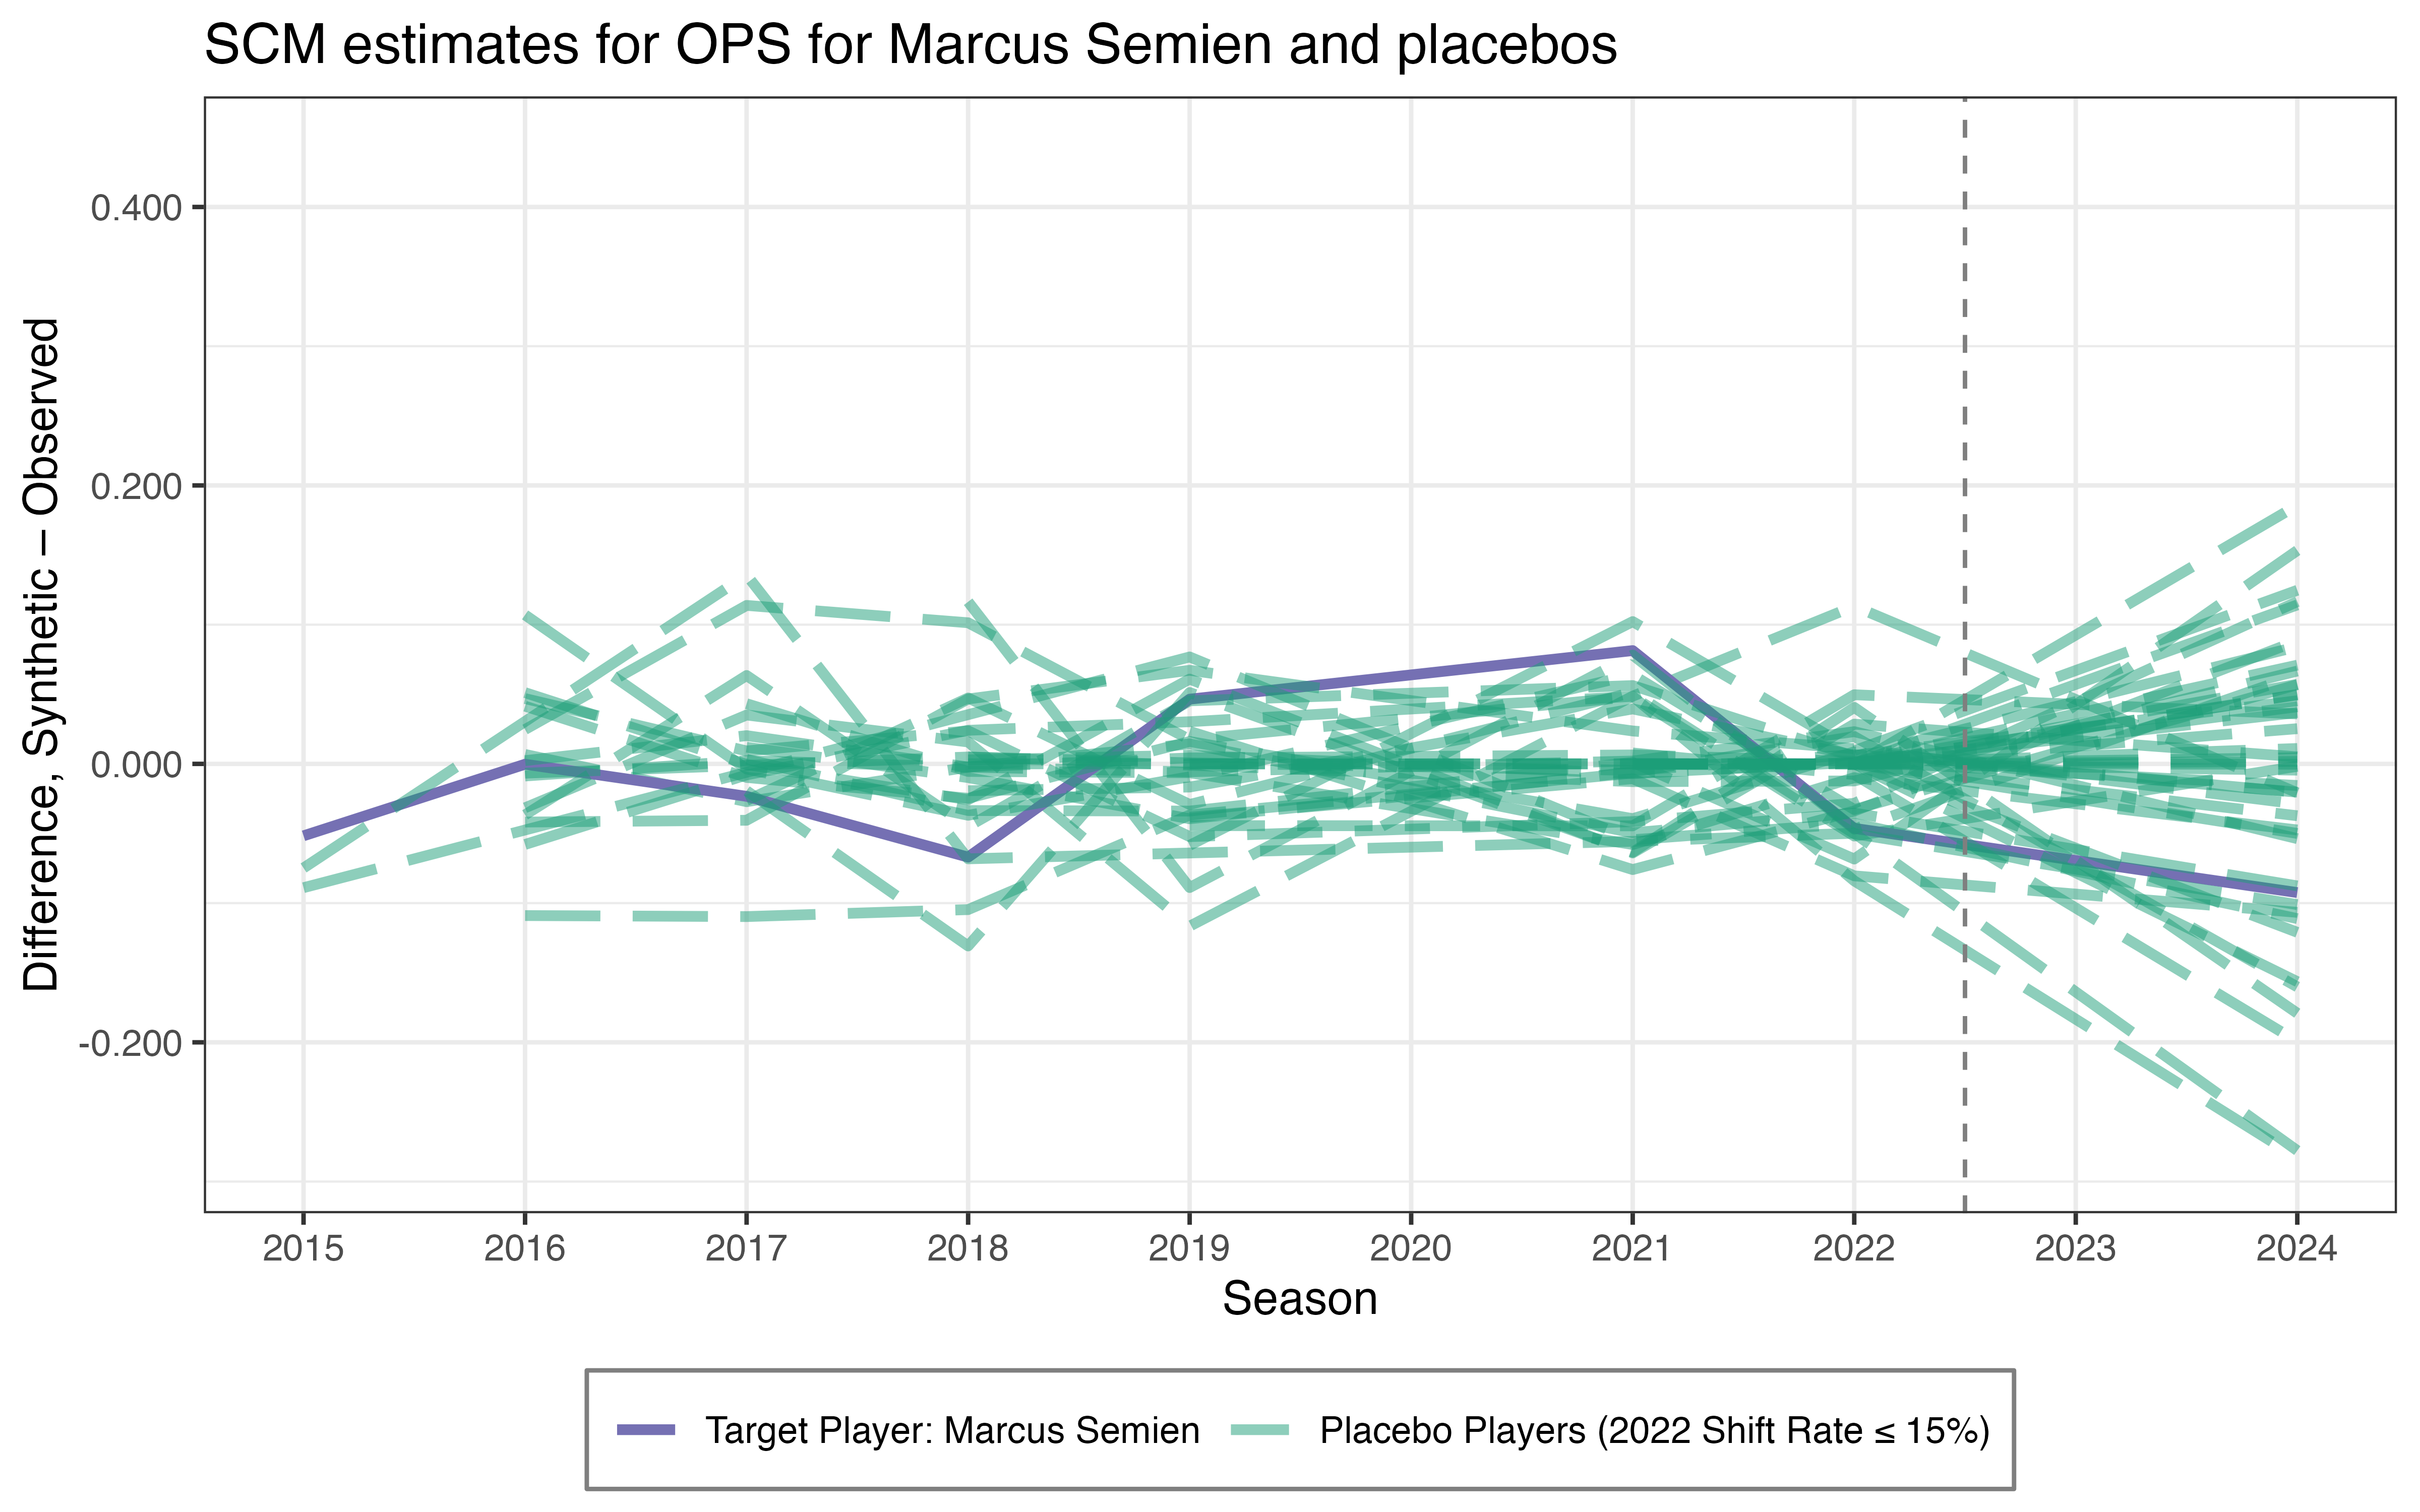 SCM estimates for OPS for Marcus Semien and placebos
Difference, Synthetic – Observed
0.400
0.200
0.000
-0.200
2015 2016 2017 2018 2019 2020 2021 2022 2023 2024
Season
Target Player: Marcus Semien Placebo Players (2022 Shift Rate ≤ 15%)